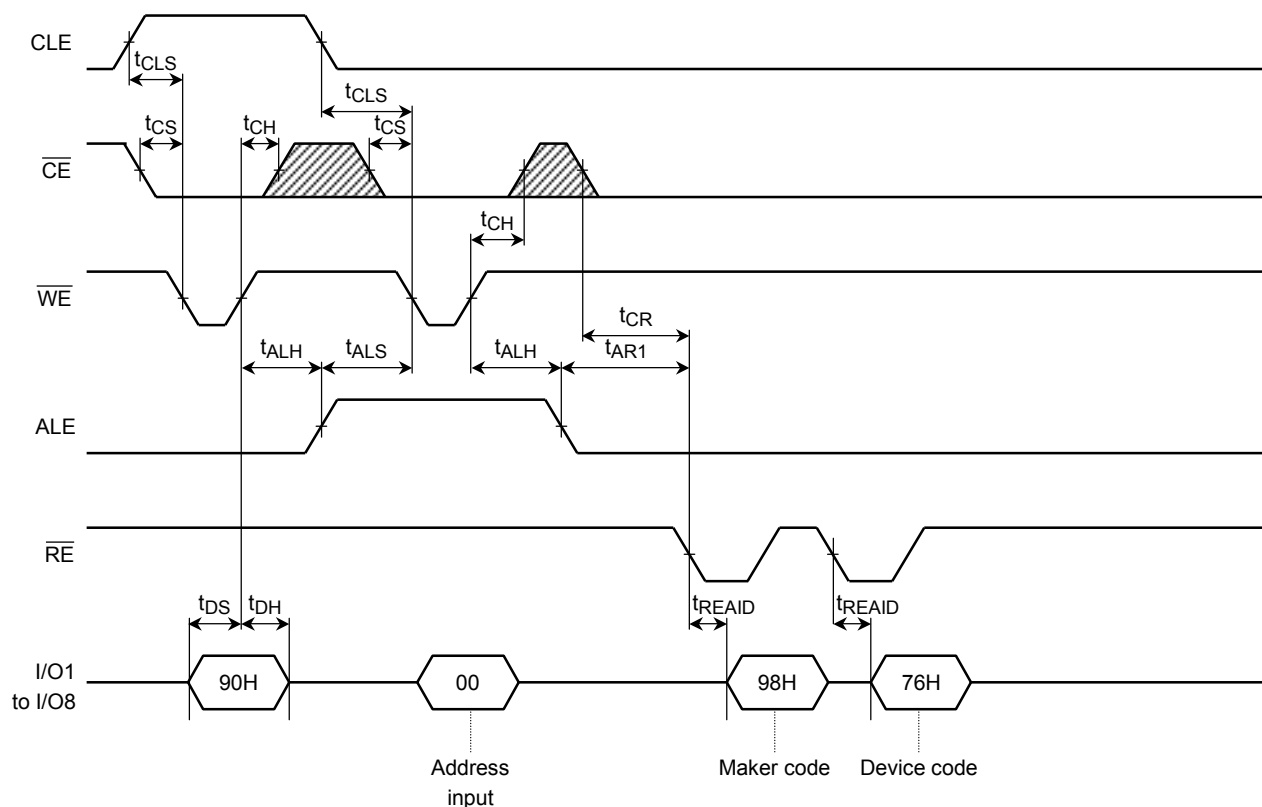 CLE
tCLS
tCLS
tCS
tCH
tCS
CE
tCH
WE
tCR
tALH
tALS
tALH
tAR1
ALE
RE
tDS
tDH
tREAID
tREAID
I/O1
to I/O8
90H
00
98H
76H
Address
input
Maker code
Device code